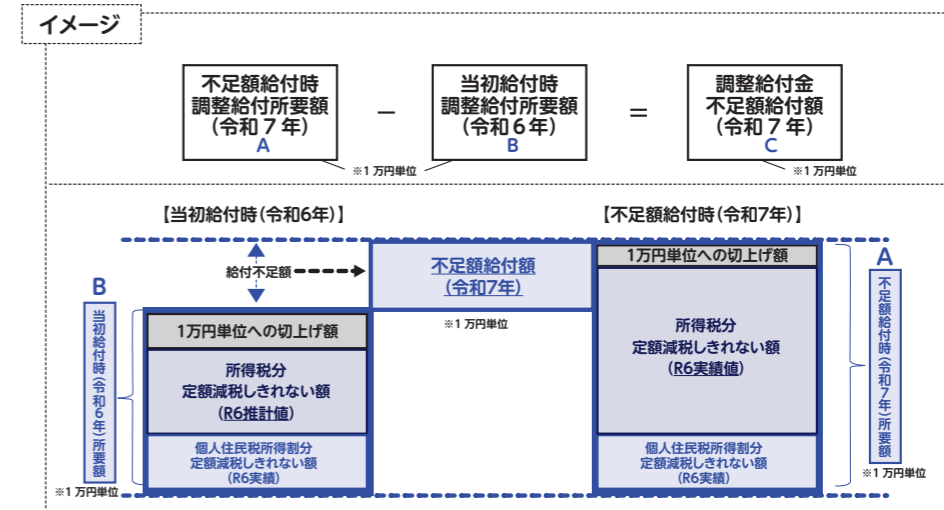 イメージ
不足額給付時
調整給付所要額
(令和7年)
A
－
当初給付時
調整給付所要額
(令和6年)
B
＝
調整給付金
不足額給付額
(令和7年)
C
※1万円単位
※1万円単位
【当初給付時(令和6年)】
【不足額給付時(令和7年)】
給付不足額
不足額給付額
(令和7年)
※1万円単位
B
当初給付時(令和6年)所要額
※1万円単位
1万円単位への切上げ額
所得税分
定額減税しきれない額
(R6推計値)
個人住民税所得割分
定額減税しきれない額
(R6実績)
1万円単位への切上げ額
所得税分
定額減税しきれない額
(R6実績値)
個人住民税所得割分
定額減税しきれない額
(R6実績)
A
不足額給付時(令和7年)所要額
※1万円単位